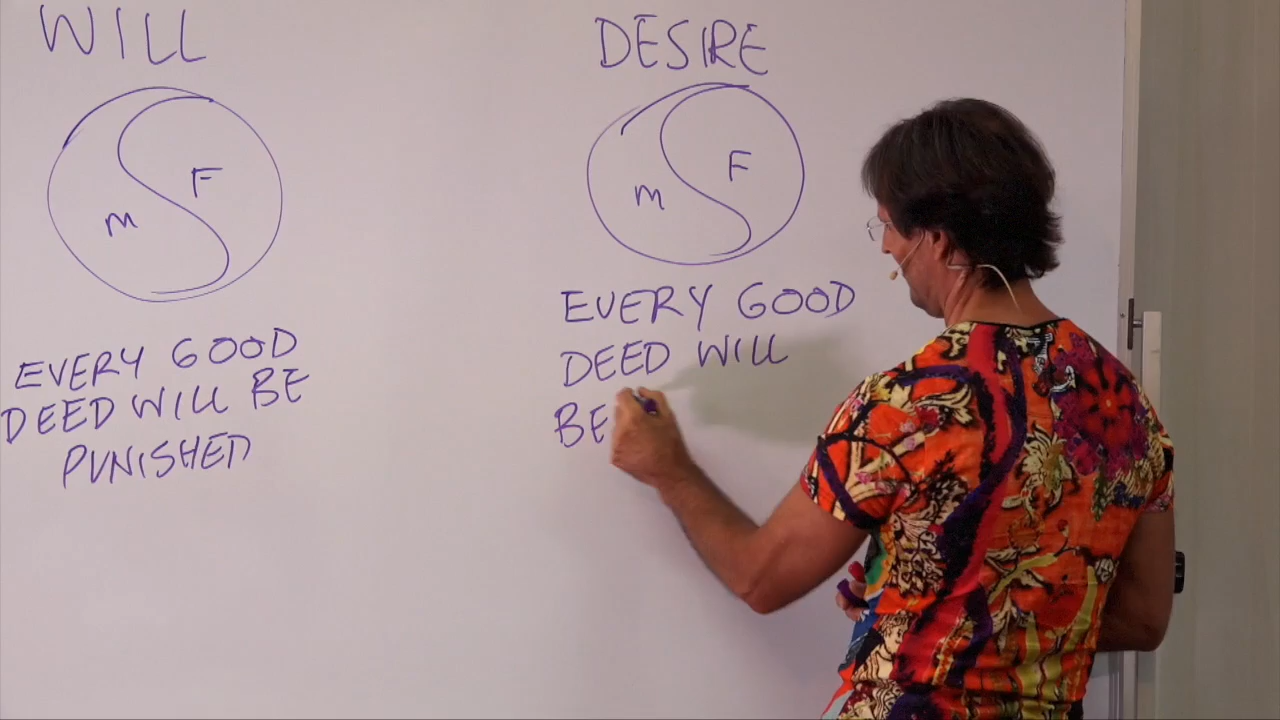 WILL
M
F
EVERY GOOD
DEED WILL BE
PUNISHED
DESIRE
M
F
EVERY GOOD
DEED WILL
BE